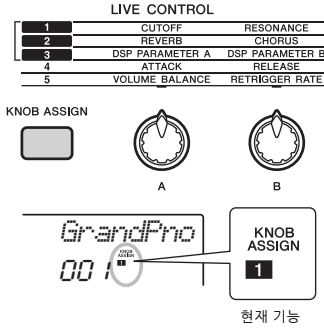 LIVE CONTROL
1 CUTOFF RESONANCE
2 REVERB CHORUS
3 DSP PARAMETER A DSP PARAMETER B
4 ATTACK RELEASE
5 VOLUME BALANCE RETRIGGER RATE
KNOB ASSIGN
A B
GrandPno
001
KNOB
ASSIGN
1
KNOB
ASSIGN
1
현재 기능